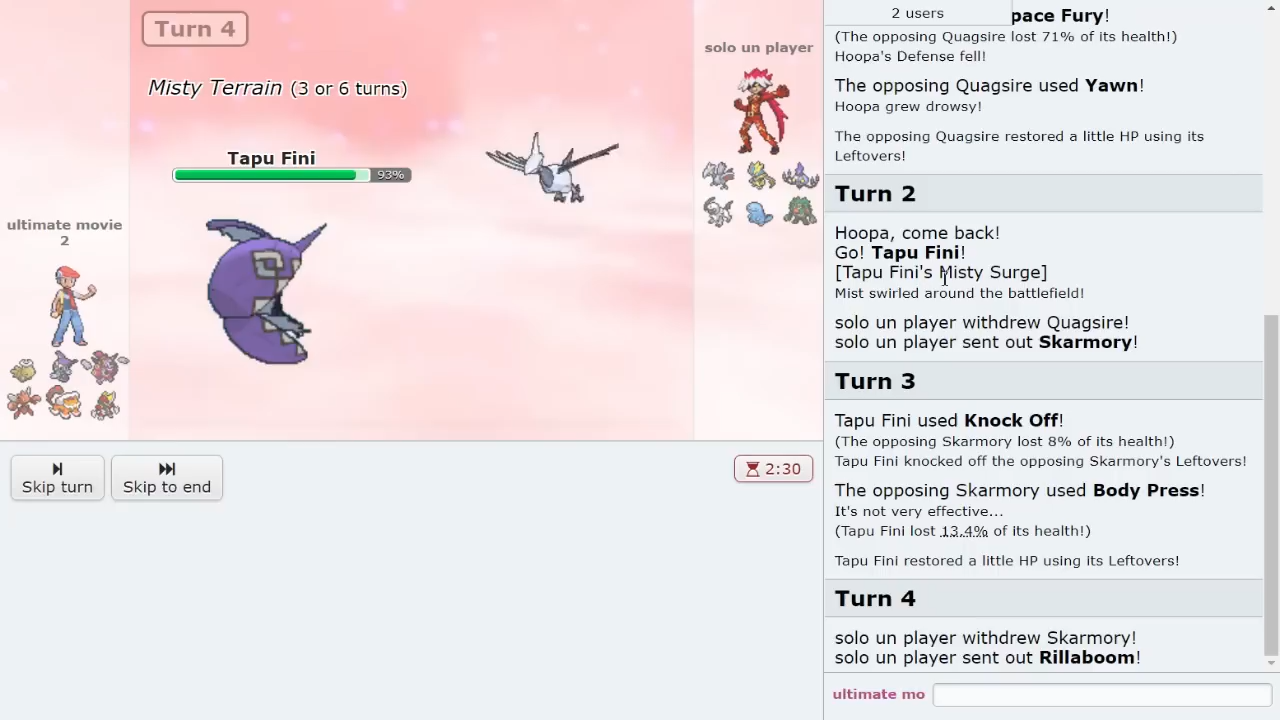 Turn 4
Misty Terrain (3 or 6 turns)
Tapu Fini
93%
ultimate movie
2
solo un player
Skip turn
Skip to end
2:30
2 users
pace Fury!
(The opposing Quagsire lost 71% of its health!)
Hoopa's Defense fell!
The opposing Quagsire used Yawn!
Hoopa grew drowsy!
The opposing Quagsire restored a little HP using its
Leftovers!
Turn 2
Hoopa, come back!
Go! Tapu Fini!
[Tapu Fini's Misty Surge]
Mist swirled around the battlefield!
solo un player withdrew Quagsire!
solo un player sent out Skarmory!
Turn 3
Tapu Fini used Knock Off!
(The opposing Skarmory lost 8% of its health!)
Tapu Fini knocked off the opposing Skarmory's Leftovers!
The opposing Skarmory used Body Press!
It's not very effective...
(Tapu Fini lost 13.4% of its health!)
Tapu Fini restored a little HP using its Leftovers!
Turn 4
solo un player withdrew Skarmory!
solo un player sent out Rillaboom!
ultimate mo